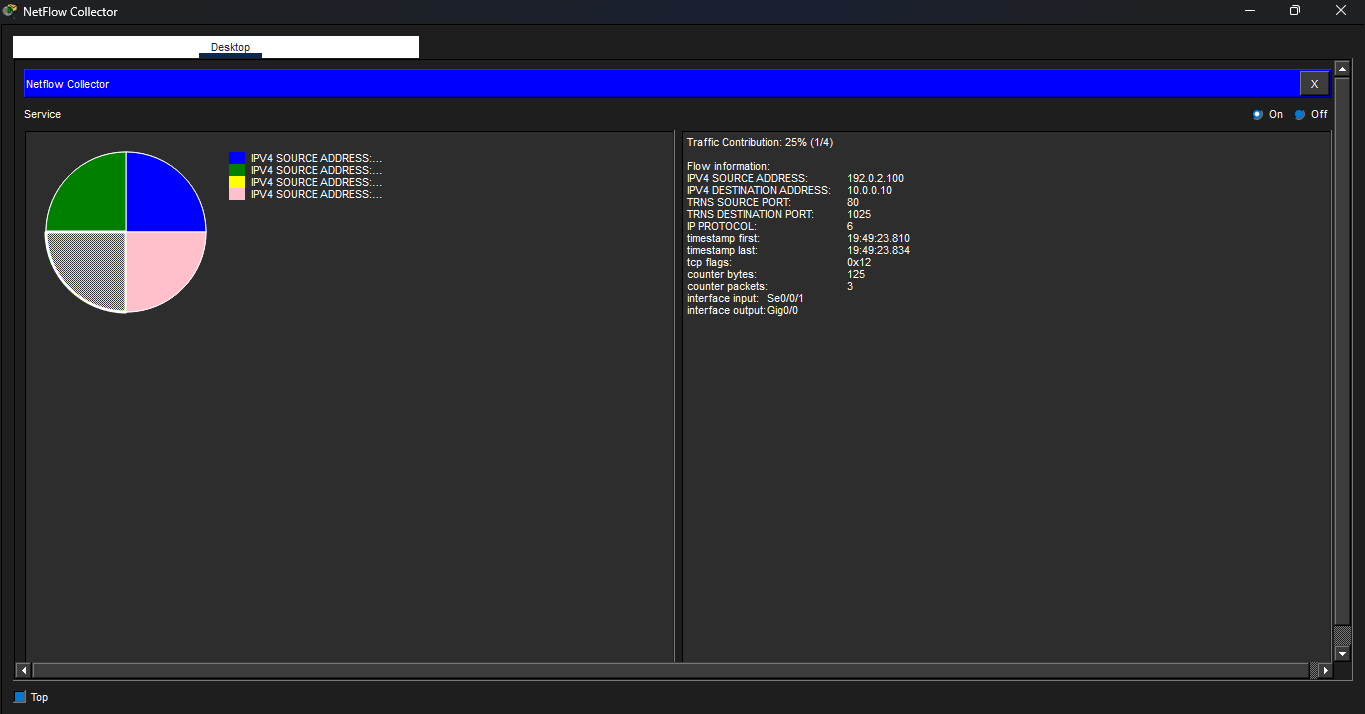 NetFlow Collector
Desktop
Netflow Collector
X
Service
On
Off
IPV4 SOURCE ADDRESS:...
IPV4 SOURCE ADDRESS:...
IPV4 SOURCE ADDRESS:...
IPV4 SOURCE ADDRESS:...
Traffic Contribution: 25% (1/4)
Flow information:
IPV4 SOURCE ADDRESS: 192.0.2.100
IPV4 DESTINATION ADDRESS: 10.0.0.10
TRNS SOURCE PORT: 80
TRNS DESTINATION PORT: 1025
IP PROTOCOL: 6
timestamp first: 19:49:23.810
timestamp last: 19:49:23.834
tcp flags: 0x12
counter bytes: 125
counter packets: 3
interface input: Se0/0/1
interface output:Gig0/0
Top